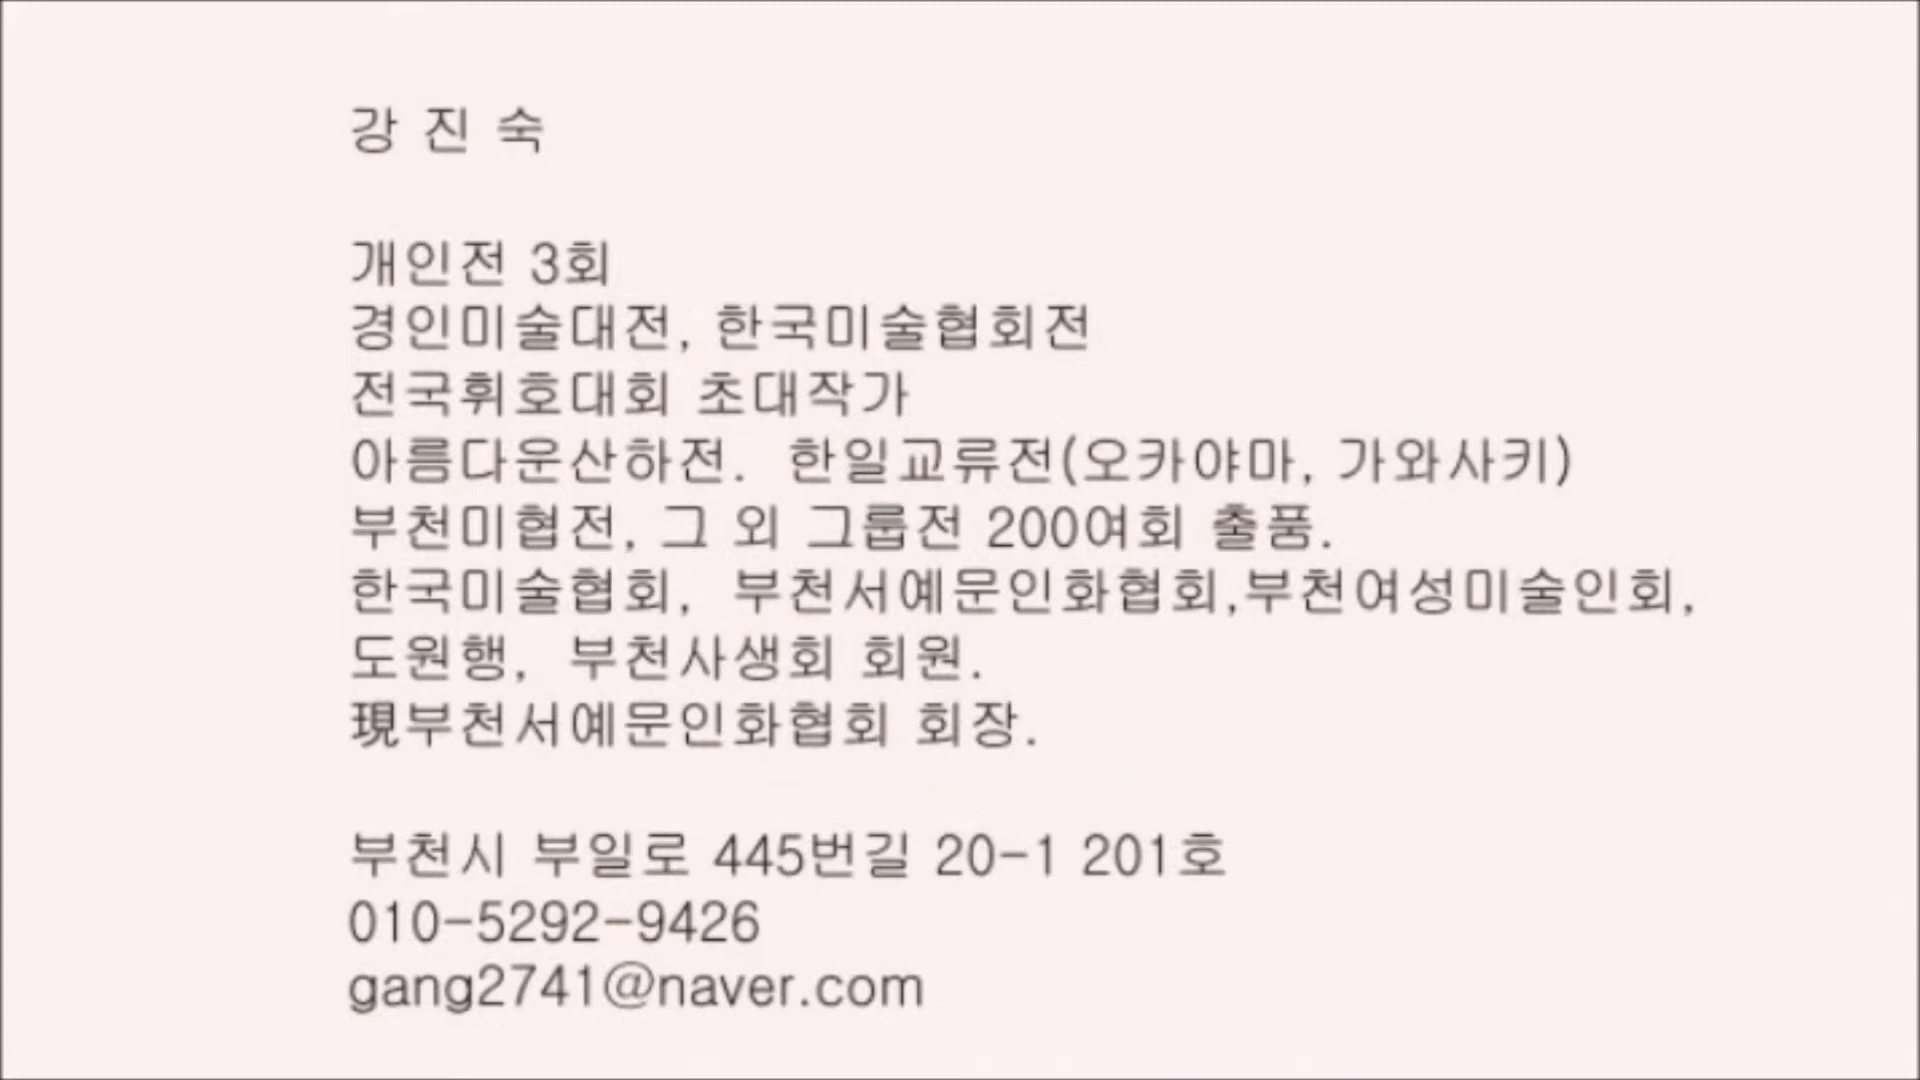 강 진 숙
개인전 3회
경인미술대전, 한국미술협회전
전국휘호대회 초대작가
아름다운산하전. 한일교류전(오카야마, 가와사키)
부천미협전, 그 외 그룹전 200여회 출품.
한국미술협회, 부천서예문인화협회,부천여성미술인회,
도원행, 부천사생회 회원.
現부천서예문인화협회 회장.
부천시 부일로 445번길 20-1 201호
010-5292-9426
gang2741@naver.com